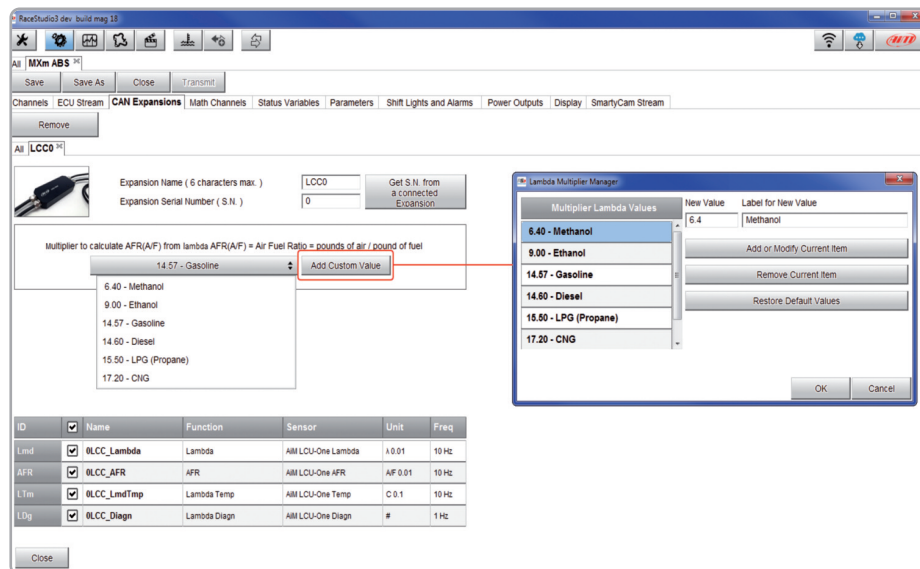 RaceStudio3 dev build mag 18
AiM
All MXm ABS
Save Save As Close Transmit
Channels ECU Stream CAN Expansions Math Channels Status Variables Parameters Shift Lights and Alarms Power Outputs Display SmartyCam Stream
Remove
All LCC0
Expansion Name ( 6 characters max. ) LCC0
Expansion Serial Number ( S.N. ) 0
Get S.N. from
a connected
Expansion
Multiplier to calculate AFR(A/F) from lambda AFR(A/F) = Air Fuel Ratio = pounds of air / pound of fuel
14.57 - Gasoline Add Custom Value
6.40 - Methanol
9.00 - Ethanol
14.57 - Gasoline
14.60 - Diesel
15.50 - LPG (Propane)
17.20 - CNG
Lambda Multiplier Manager
Multiplier Lambda Values
6.40 - Methanol
9.00 - Ethanol
14.57 - Gasoline
14.60 - Diesel
15.50 - LPG (Propane)
17.20 - CNG
New Value Label for New Value
6.4 Methanol
Add or Modify Current Item
Remove Current Item
Restore Default Values
OK Cancel
ID Name Function Sensor Unit Freq
Lmd 0LCC_Lambda Lambda AiM LCU-One Lambda λ 0.01 10 Hz
AFR 0LCC_AFR AFR AiM LCU-One AFR A/F 0.01 10 Hz
LTm 0LCC_LmdTmp Lambda Temp AiM LCU-One Temp C 0.1 10 Hz
LDg 0LCC_Diagn Lambda Diagn AiM LCU-One Diagn # 1 Hz
Close